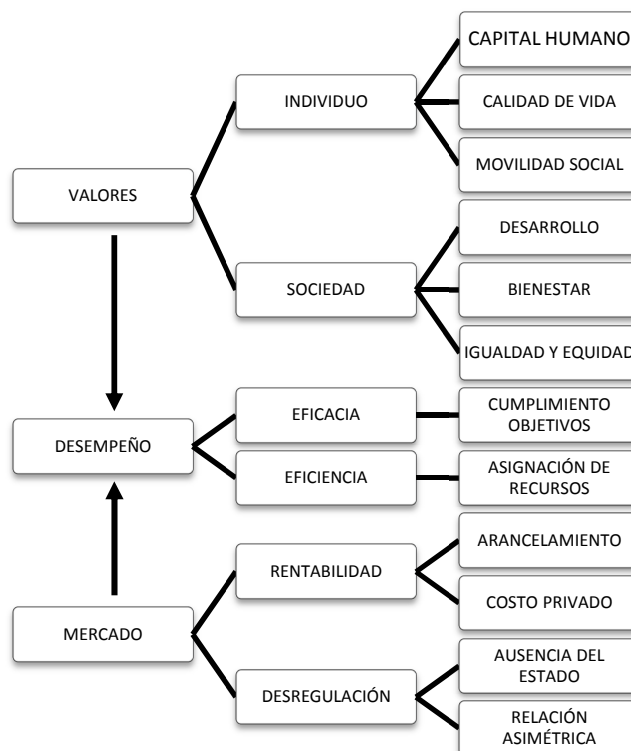 CAPITAL HUMANO
INDIVIDUO
CALIDAD DE VIDA
MOVILIDAD SOCIAL
VALORES
DESARROLLO
SOCIEDAD
BIENESTAR
IGUALDAD Y EQUIDAD
EFICACIA
CUMPLIMIENTO
OBJETIVOS
DESEMPEÑO
EFICIENCIA
ASIGNACIÓN DE
RECURSOS
ARANCELAMIENTO
RENTABILIDAD
COSTO PRIVADO
MERCADO
AUSENCIA DEL
ESTADO
DESREGULACIÓN
RELACIÓN
ASIMÉTRICA